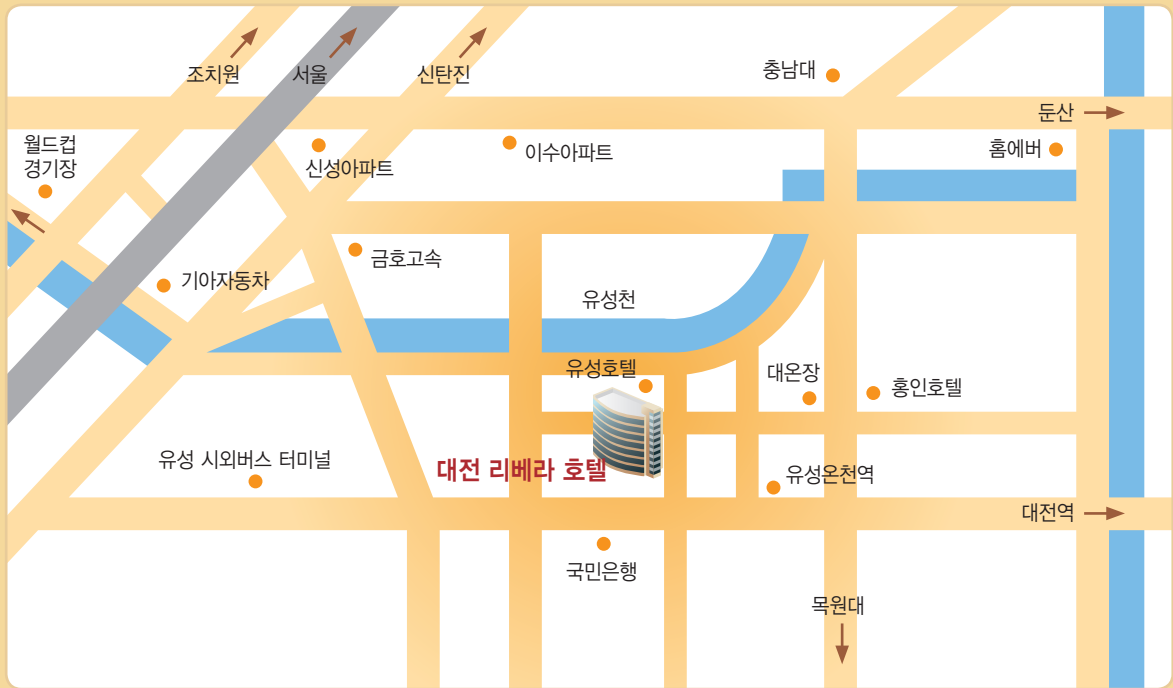 조치원
서울
신탄진
충남대
둔산
월드컵
경기장
신성아파트
이수아파트
홈에버
금호고속
기아자동차
유성천
유성호텔
대온장
홍인호텔
유성 시외버스 터미널
대전 리베라 호텔
유성온천역
대전역
국민은행
목원대